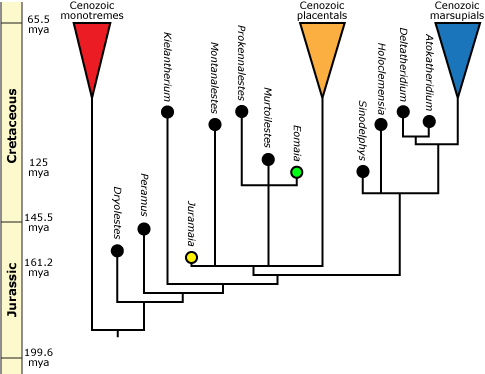 Cenozoic
monotremes
Cenozoic
placentals
Cenozoic
marsupials
65.5
mya
Cretaceous
125
mya
145.5
mya
161.2
mya
Jurassic
199.6
mya
Dryolestes
Peramus
Kielantherium
Juramaia
Montanalestes
Prokennalestes
Murtoilestes
Eomaia
Sinodelphys
Holoclemensia
Deltatheridium
Atokatheridium